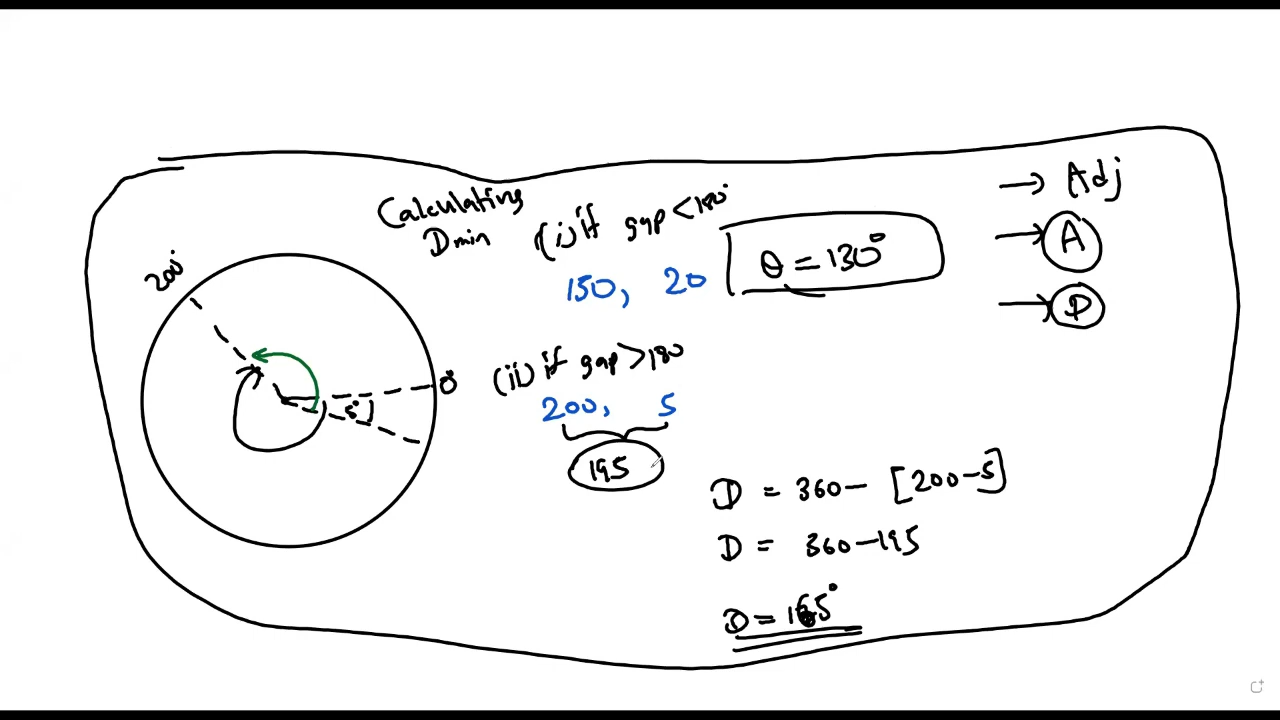 Calculating
Dmin
(i) if gap < 180°
150, 20
θ = 130°
→ Adj
→ A
→ D
200°
0°
5°
(ii) if gap > 180
200, 5
195
D = 360 - [200-5]
D = 360 - 195
D = 165°